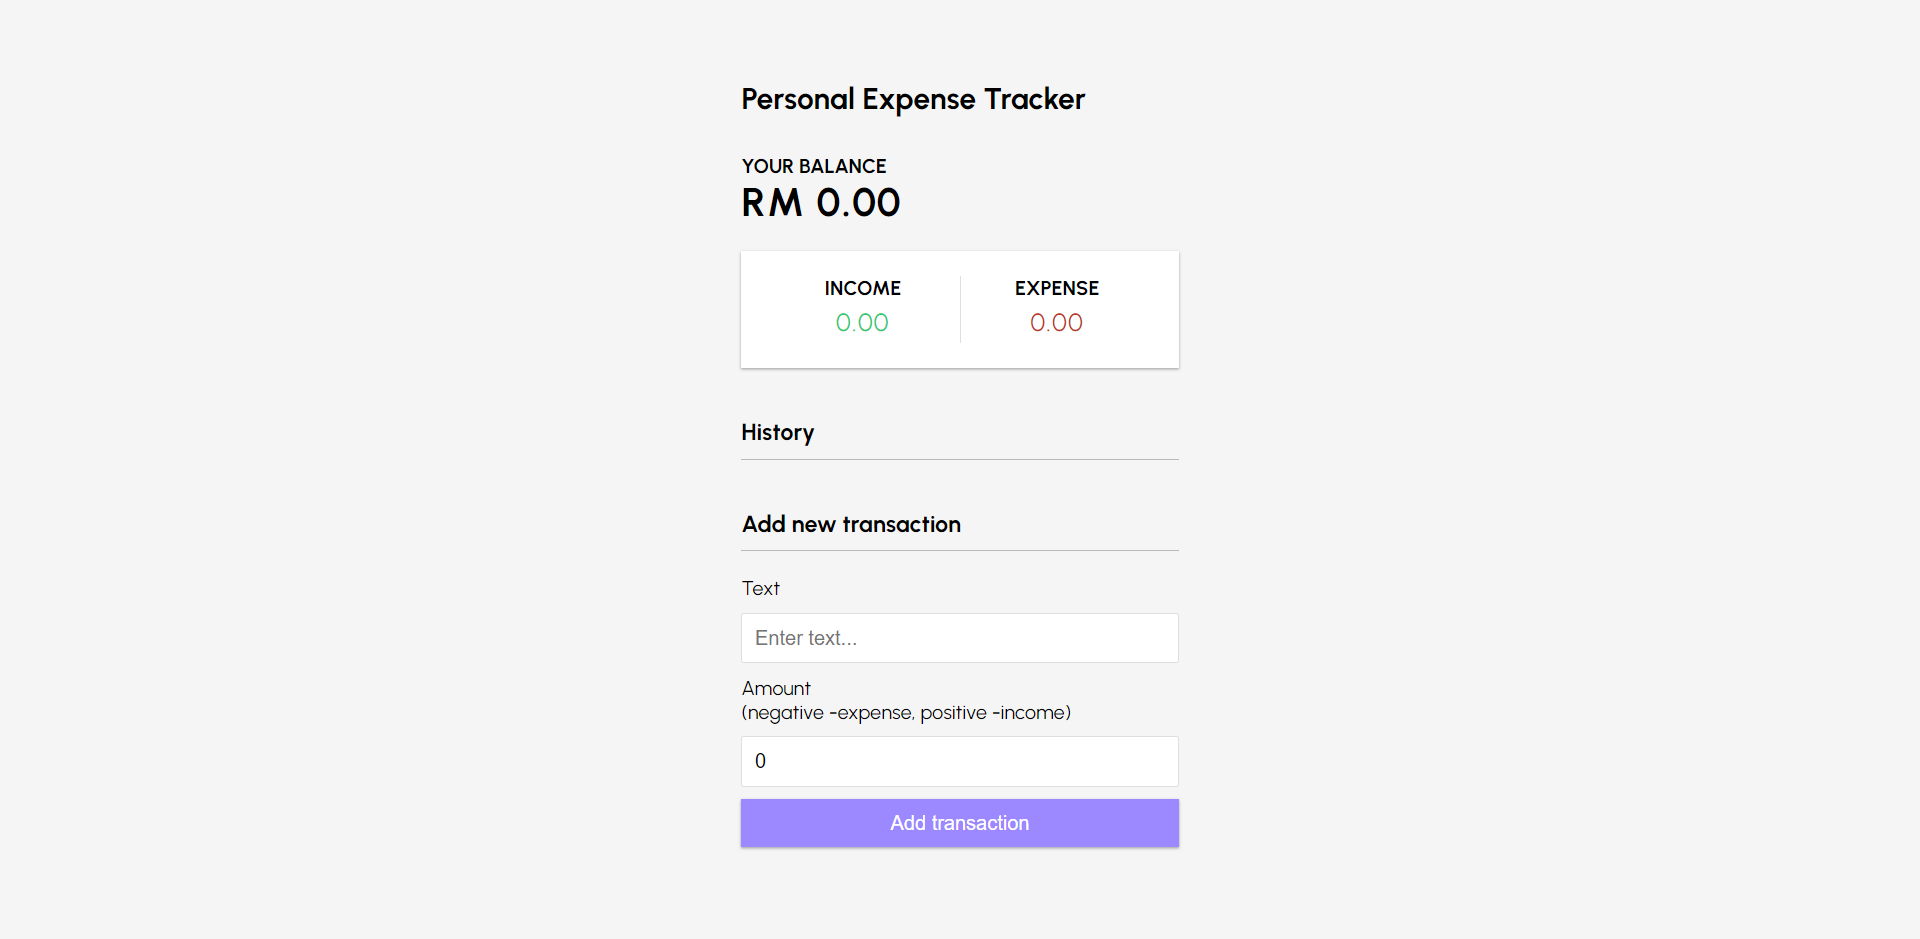 Personal Expense Tracker
YOUR BALANCE
RM 0.00
INCOME
0.00
EXPENSE
0.00
History
Add new transaction
Text
Enter text...
Amount
(negative -expense, positive -income)
0
Add transaction